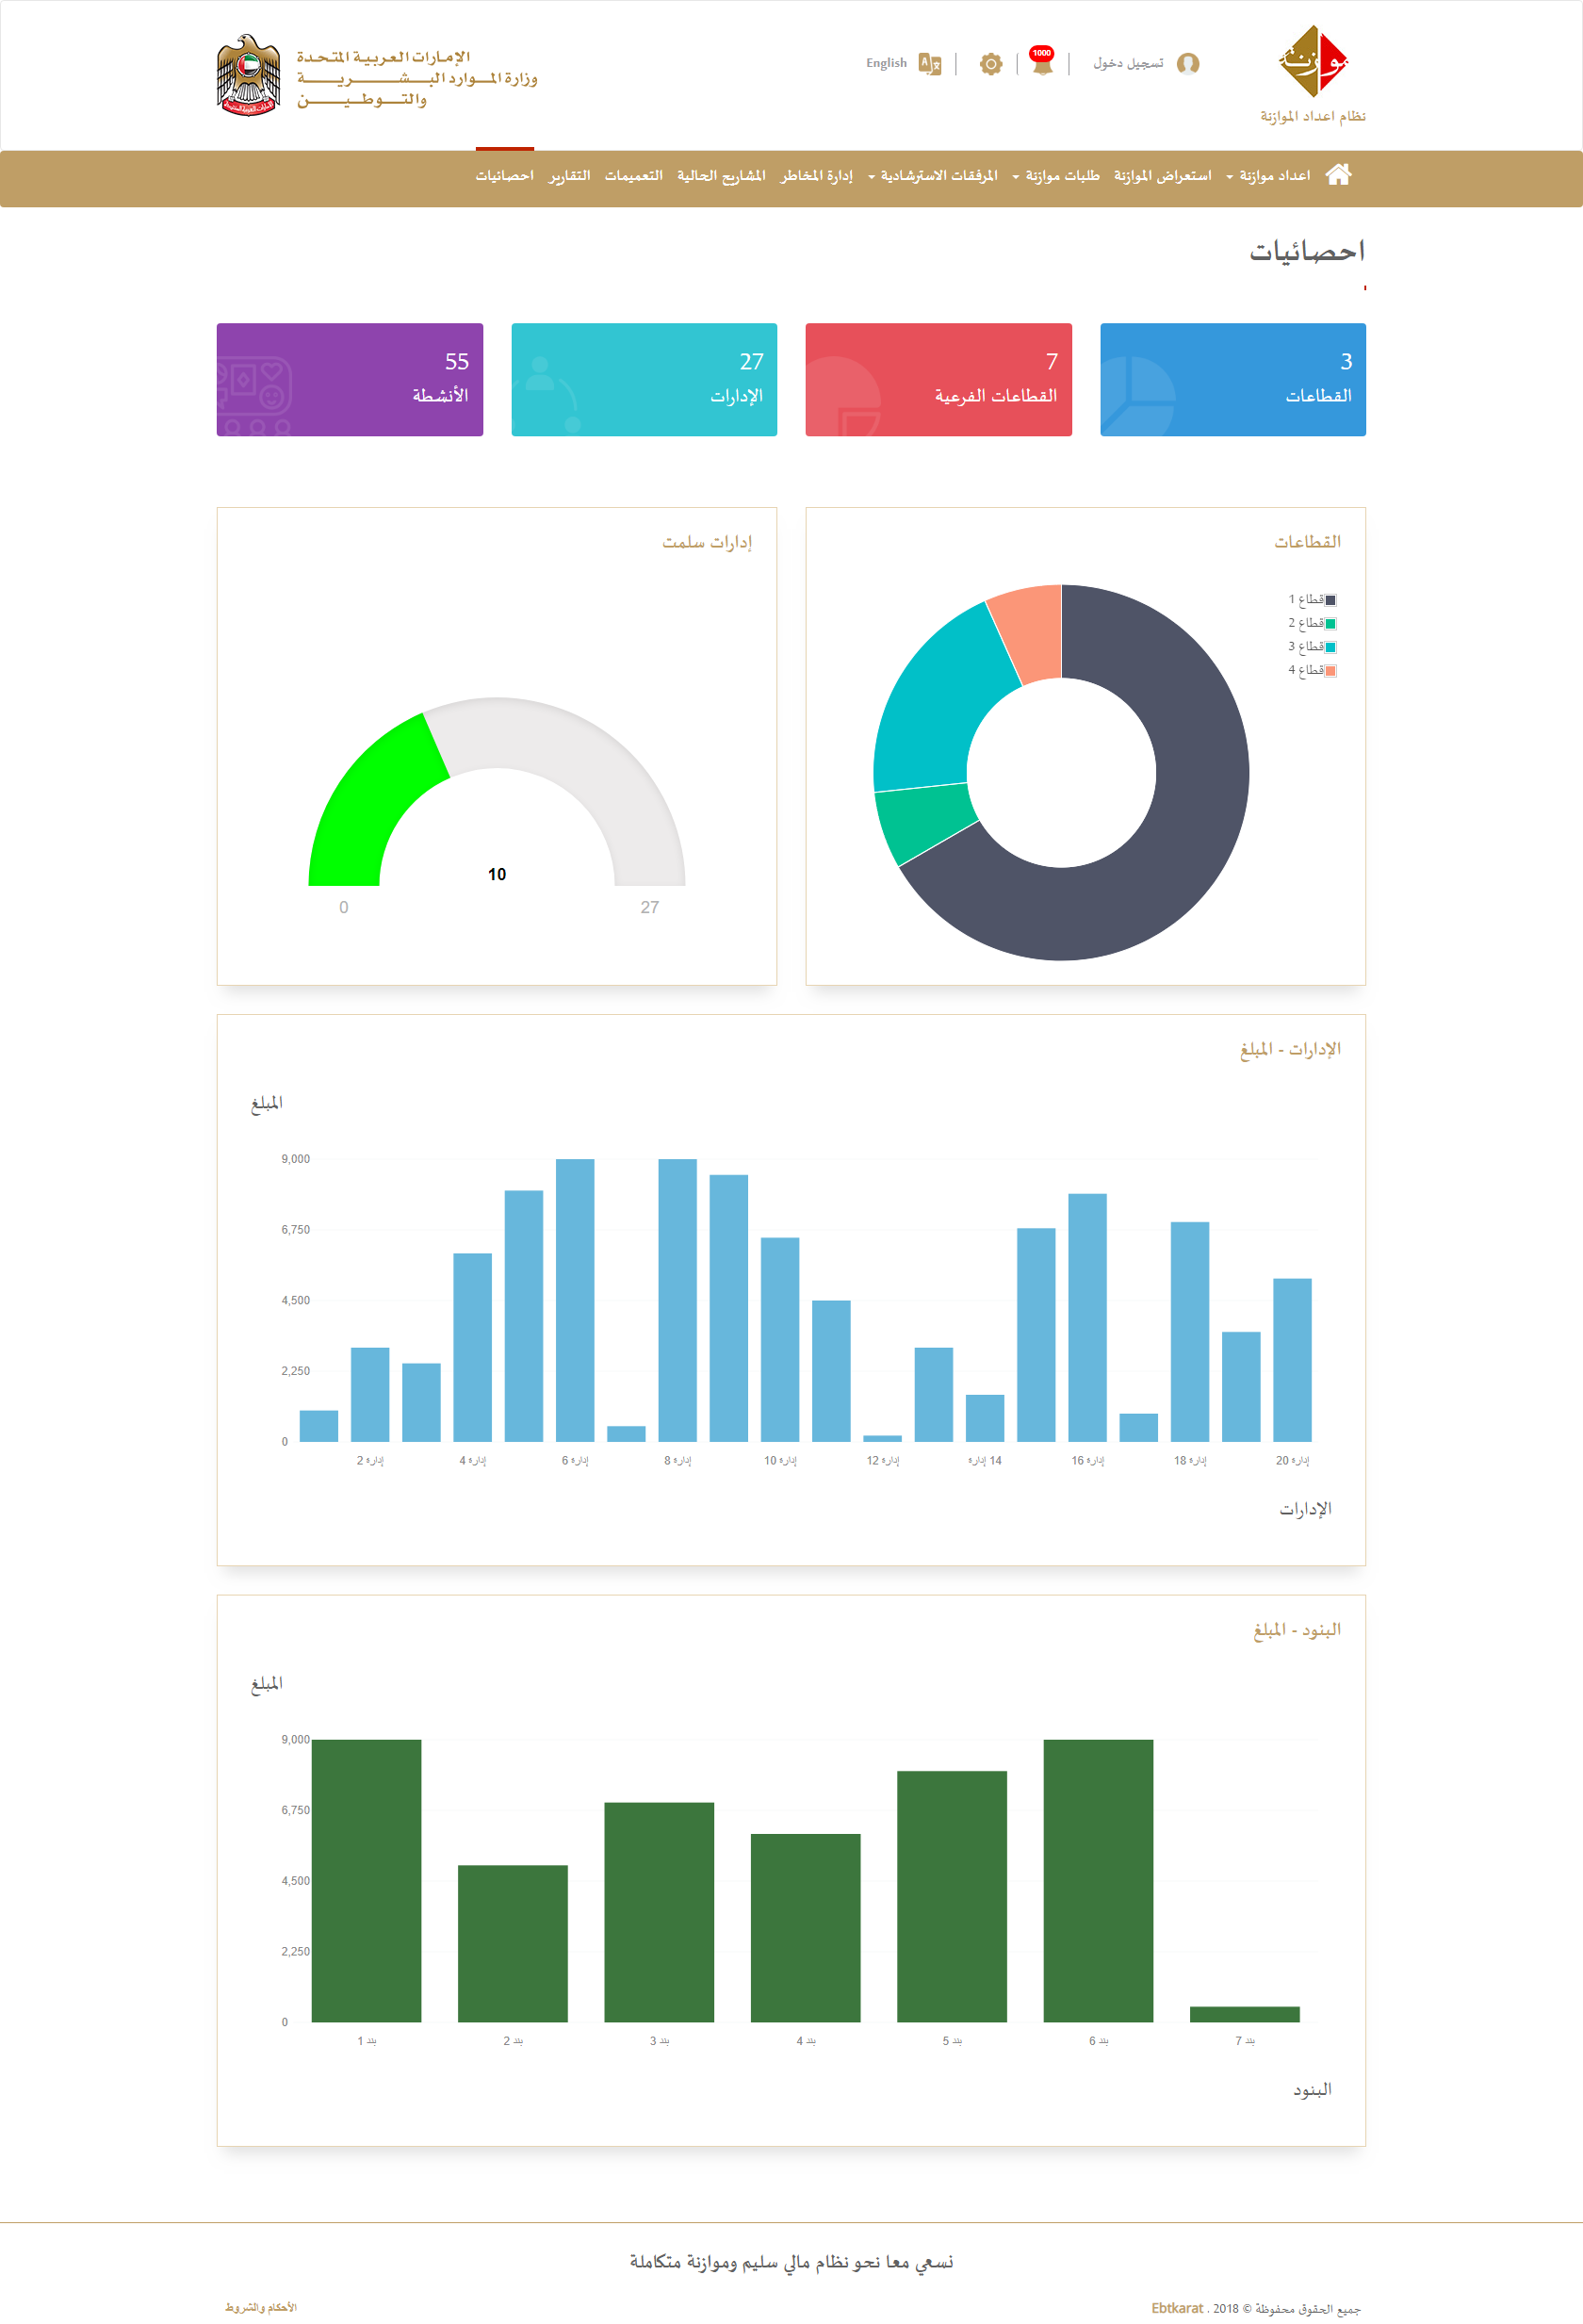 موازنة
نظام اعداد الموازنة
تسجيل دخول
1000
English
الإمارات العربية المتحدة
وزارة الموارد البشرية
والتوطين
اعداد موازنة
استعراض الموازنة
طلبات موازنة
المرفقات الاسترشادية
إدارة المخاطر
المشاريع الحالية
التعميمات
التقارير
احصائيات
احصائيات
3
القطاعات
7
القطاعات الفرعية
27
الإدارات
55
الأنشطة
القطاعات
قطاع 1
قطاع 2
قطاع 3
قطاع 4
إدارات سلمت
10
0
27
الإدارات - المبلغ
المبلغ
9,000
6,750
4,500
2,250
0
إدارة 2
إدارة 4
إدارة 6
إدارة 8
إدارة 10
إدارة 12
14 إدارة
إدارة 16
إدارة 18
إدارة 20
الإدارات
البنود - المبلغ
المبلغ
9,000
6,750
4,500
2,250
0
بند 1
بند 2
بند 3
بند 4
بند 5
بند 6
بند 7
البنود
نسعي معا نحو نظام مالي سليم وموازنة متكاملة
جميع الحقوق محفوظة © 2018 . Ebtkarat
الأحكام والشروط